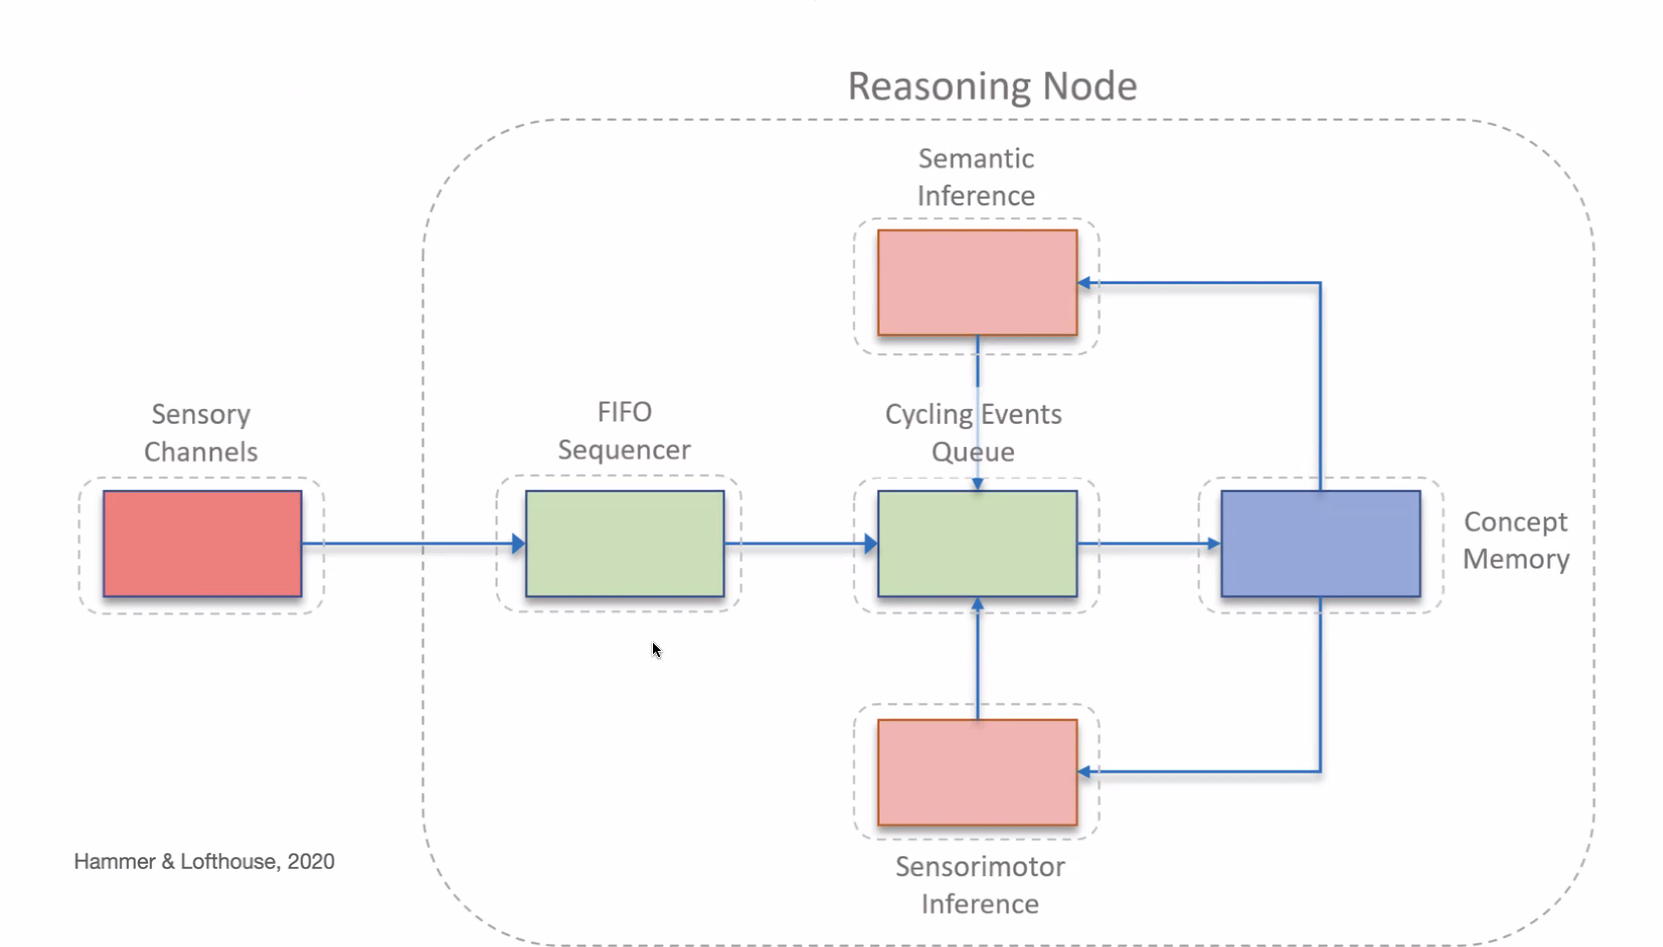 Reasoning Node
Semantic
Inference
Sensory
Channels
FIFO
Sequencer
Cycling Events
Queue
Concept
Memory
Sensorimotor
Inference
Hammer & Lofthouse, 2020